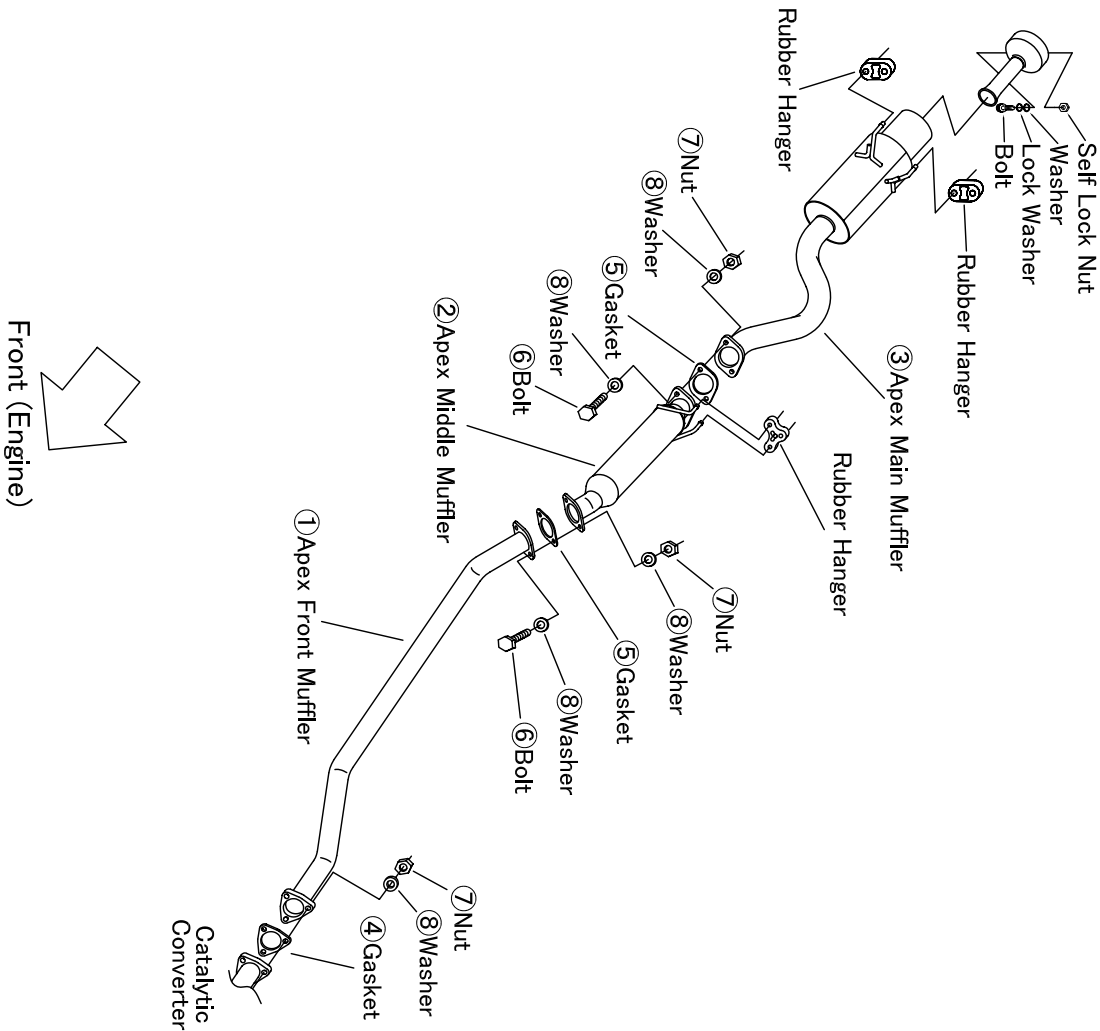 Self Lock Nut
Washer
Lock Washer
Bolt
Rubber Hanger
Rubber Hanger
③Apex Main Muffler
Rubber Hanger
⑦Nut
⑧Washer
⑤Gasket
⑧Washer
⑥Bolt
②Apex Middle Muffler
⑦Nut
⑧Washer
⑤Gasket
⑧Washer
⑥Bolt
①Apex Front Muffler
⑦Nut
⑧Washer
④Gasket
Catalytic
Converter
Front (Engine)